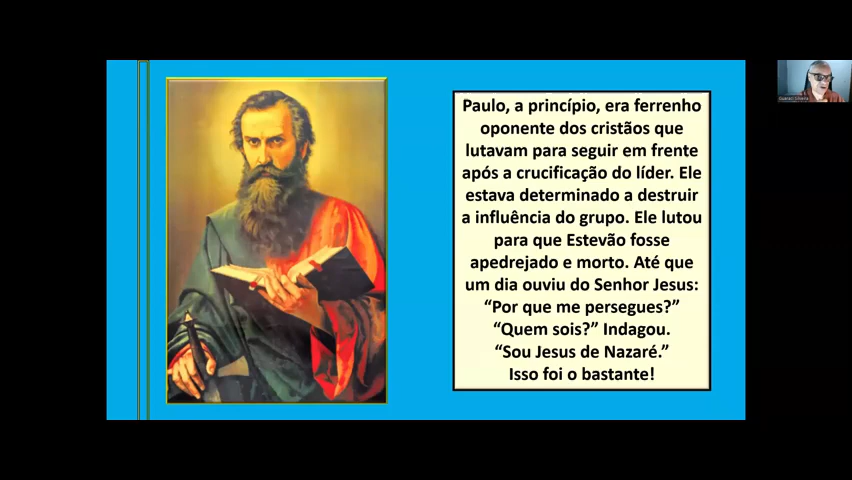 Paulo, a princípio, era ferrenho
oponente dos cristãos que
lutavam para seguir em frente
após a crucificação do líder. Ele
estava determinado a destruir
a influência do grupo. Ele lutou
para que Estevão fosse
apedrejado e morto. Até que
um dia ouviu do Senhor Jesus:
“Por que me persegues?”
“Quem sois?” Indagou.
“Sou Jesus de Nazaré.”
Isso foi o bastante!